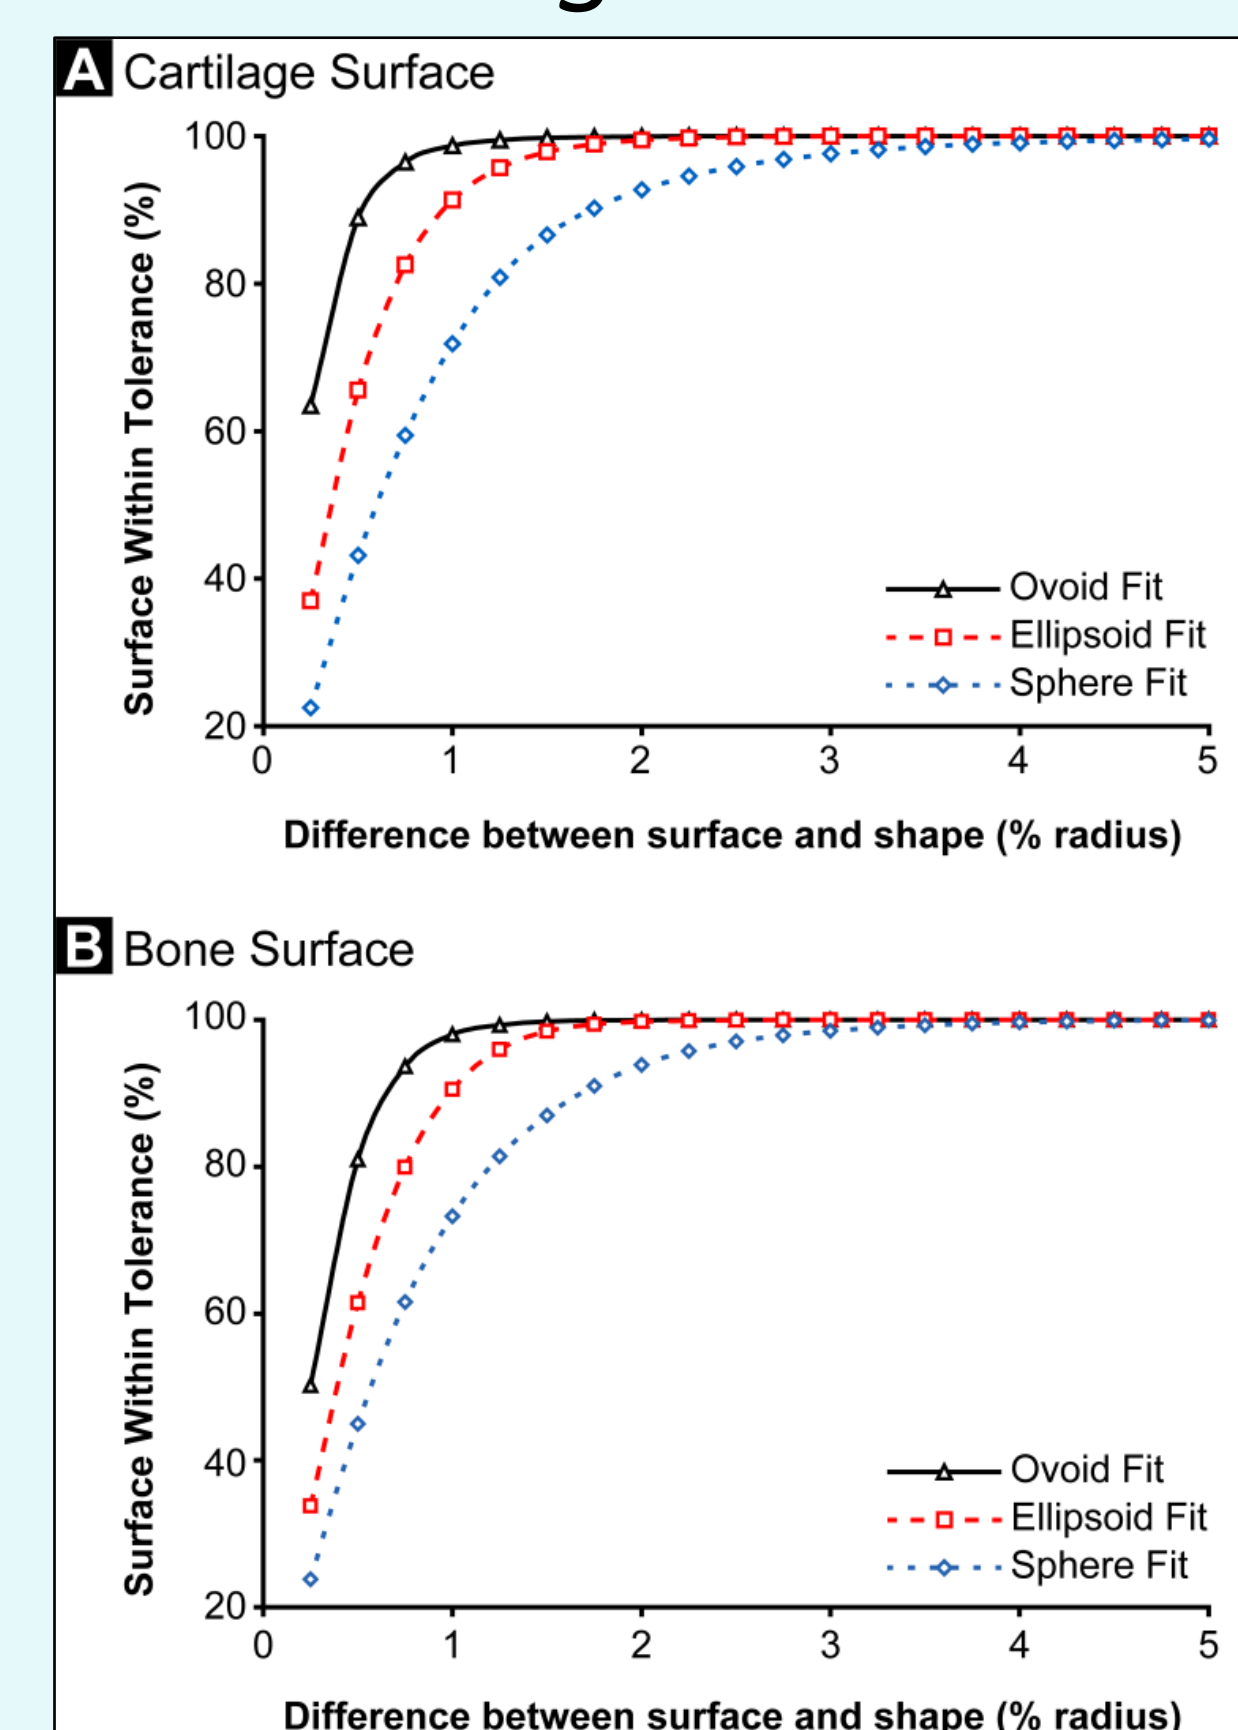 A Cartilage Surface
100
80
60
40
20
Surface Within Tolerance (%)
Ovoid Fit
Ellipsoid Fit
Sphere Fit
0 1 2 3 4 5
Difference between surface and shape (% radius)
B Bone Surface
100
80
60
40
20
Surface Within Tolerance (%)
Ovoid Fit
Ellipsoid Fit
Sphere Fit
0 1 2 3 4 5
Difference between surface and shape (% radius)